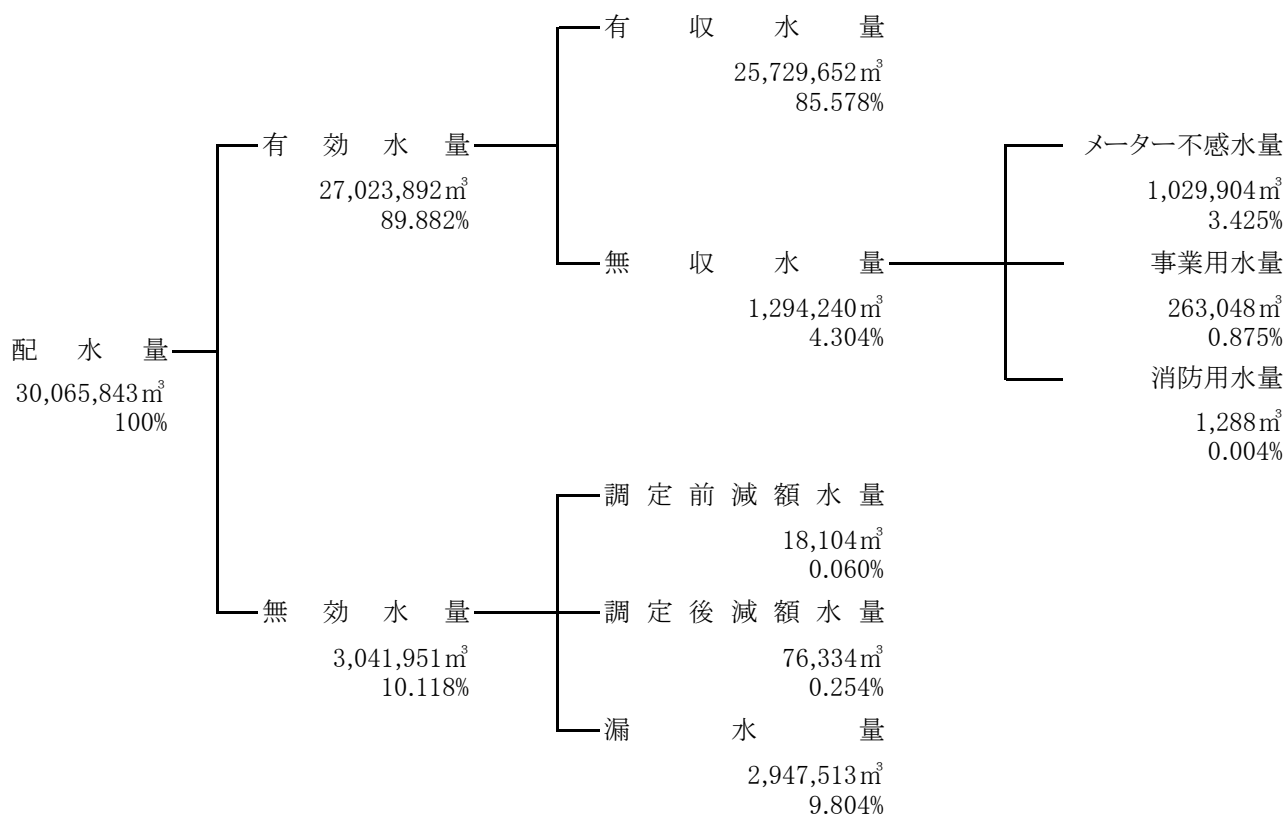 有収水量
25,729,652㎥
85.578%
有効水量
27,023,892㎥
89.882%
メーター不感水量
1,029,904㎥
3.425%
無収水量
1,294,240㎥
4.304%
事業用水量
263,048㎥
0.875%
配水量
30,065,843㎥
100%
消防用水量
1,288㎥
0.004%
調定前減額水量
18,104㎥
0.060%
無効水量
3,041,951㎥
10.118%
調定後減額水量
76,334㎥
0.254%
漏水量
2,947,513㎥
9.804%